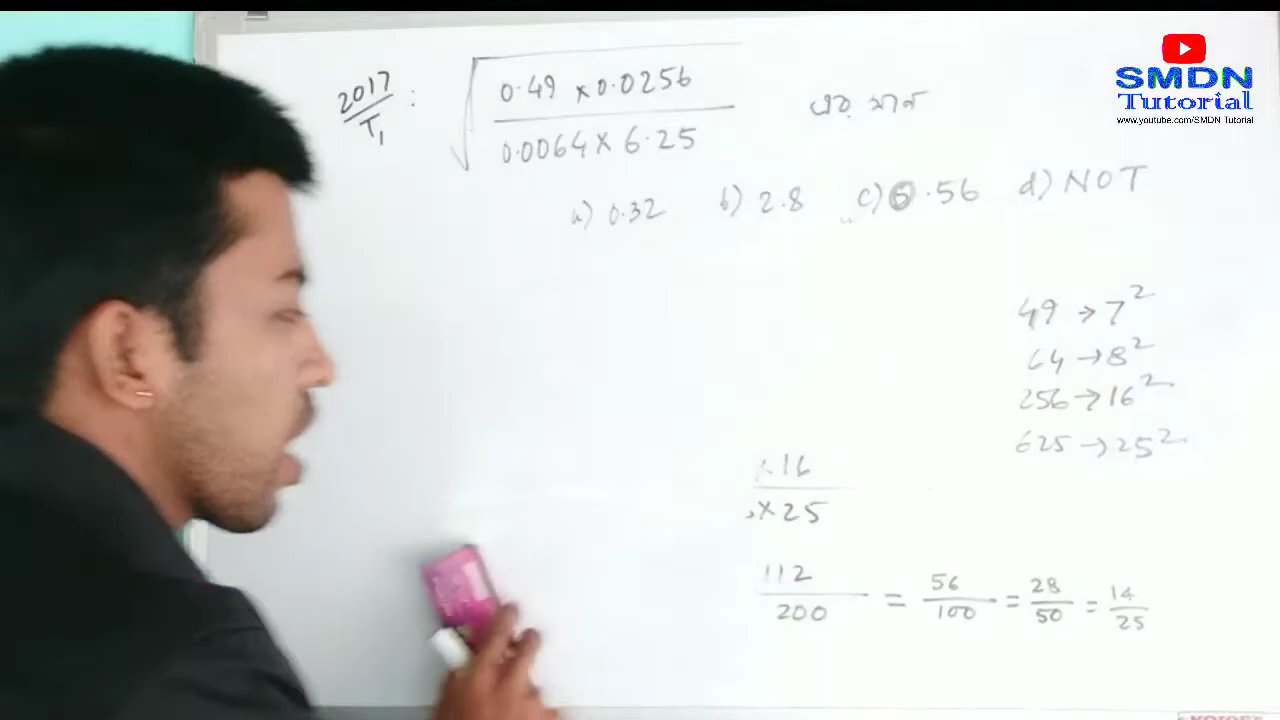 SMDN
Tutorial
www.youtube.com/SMDN Tutorial
2017/T1 : √(0.49 × 0.0256 / 0.0064 × 6.25) এর মান
a) 0.32 b) 2.8 c) .56 d) NOT
49 → 7²
64 → 8²
256 → 16²
625 → 25²
× 16
× 25
112/200 = 56/100 = 28/50 = 14/25